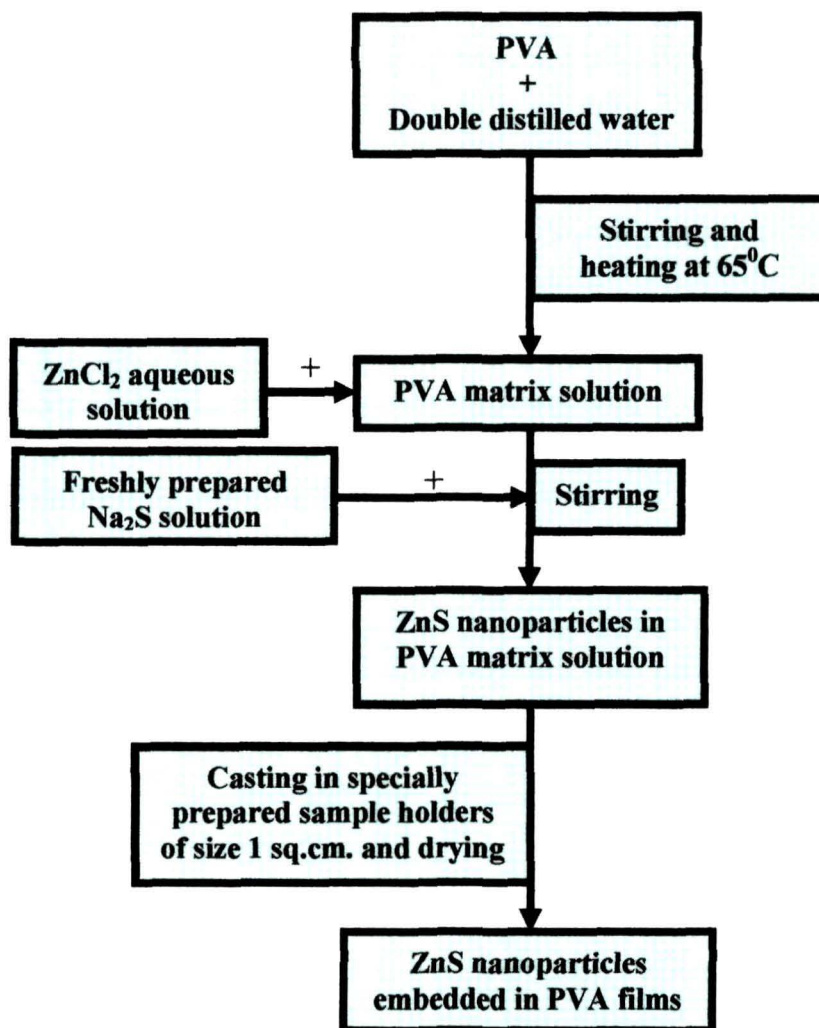 PVA
+
Double distilled water
Stirring and
heating at 65⁰C
ZnCl₂ aqueous
solution
+
PVA matrix solution
Freshly prepared
Na₂S solution
+
Stirring
ZnS nanoparticles in
PVA matrix solution
Casting in specially
prepared sample holders
of size 1 sq.cm. and drying
ZnS nanoparticles
embedded in PVA films